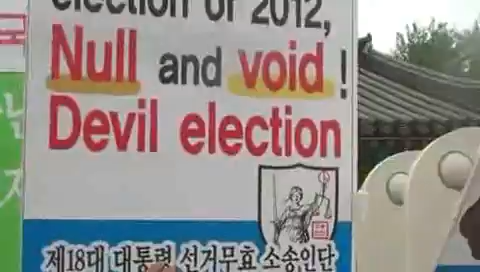 election of 2012,
Null and void !
Devil election
제18대 대통령 선거무효 소송인단